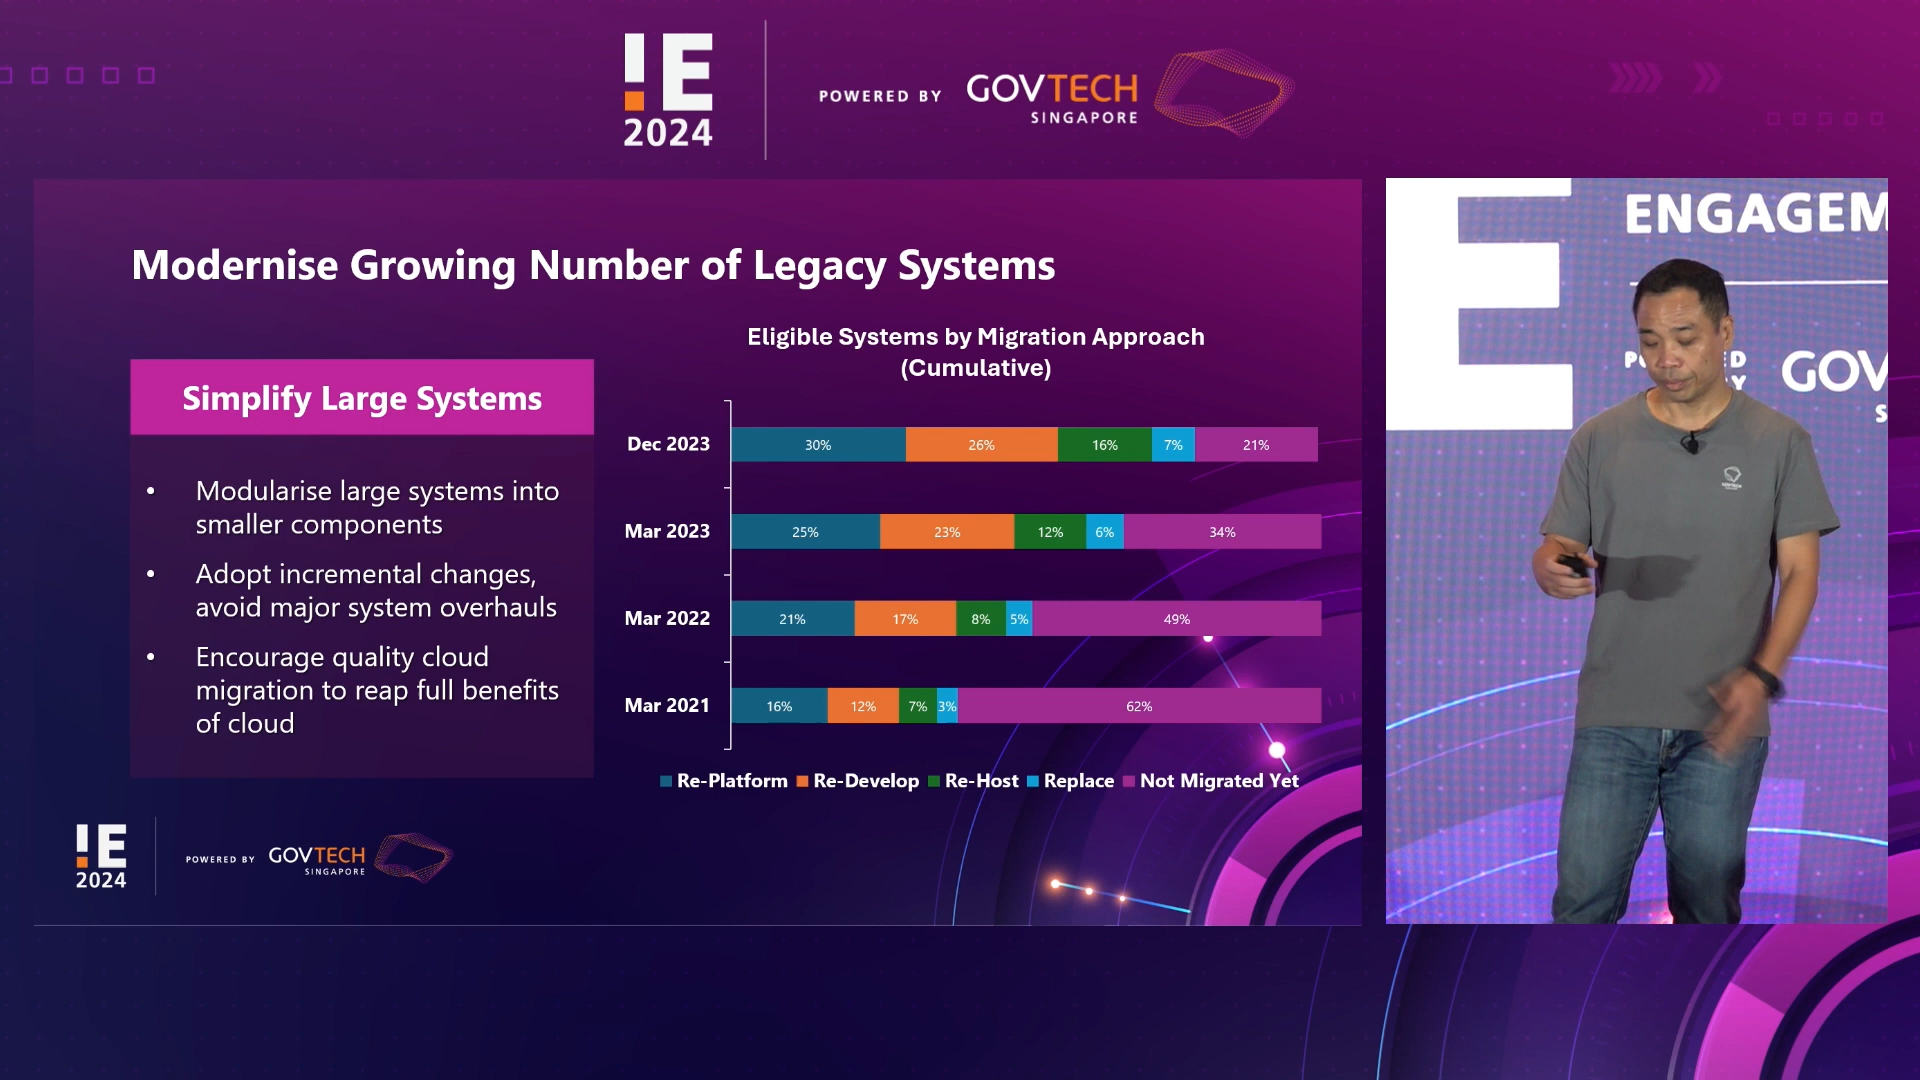 !E
2024
POWERED BY
GOVTECH
SINGAPORE
Modernise Growing Number of Legacy Systems
Simplify Large Systems
• Modularise large systems into
smaller components
• Adopt incremental changes,
avoid major system overhauls
• Encourage quality cloud
migration to reap full benefits
of cloud
Eligible Systems by Migration Approach
(Cumulative)
Dec 2023 30% 26% 16% 7% 21%
Mar 2023 25% 23% 12% 6% 34%
Mar 2022 21% 17% 8% 5% 49%
Mar 2021 16% 12% 7% 3% 62%
Re-Platform Re-Develop Re-Host Replace Not Migrated Yet
!E
2024
POWERED BY
GOVTECH
SINGAPORE
E
ENGAGEM
GOV
S